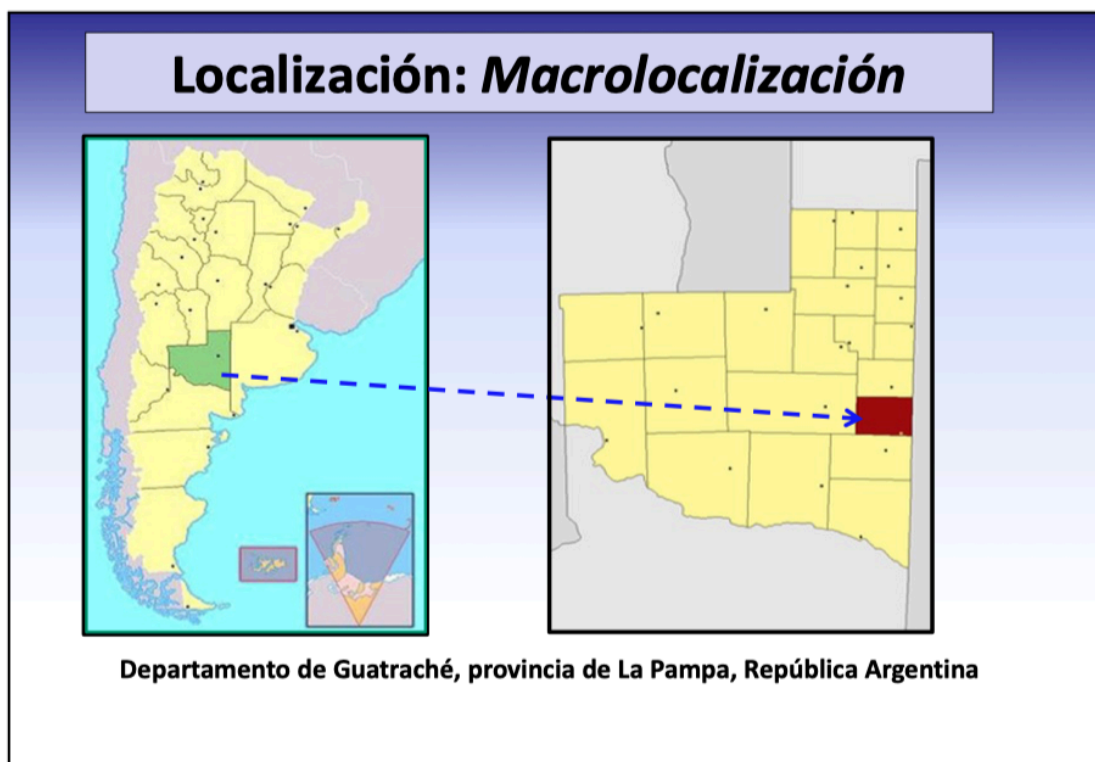 Localización: Macrolocalización
Departamento de Guatraché, provincia de La Pampa, República Argentina